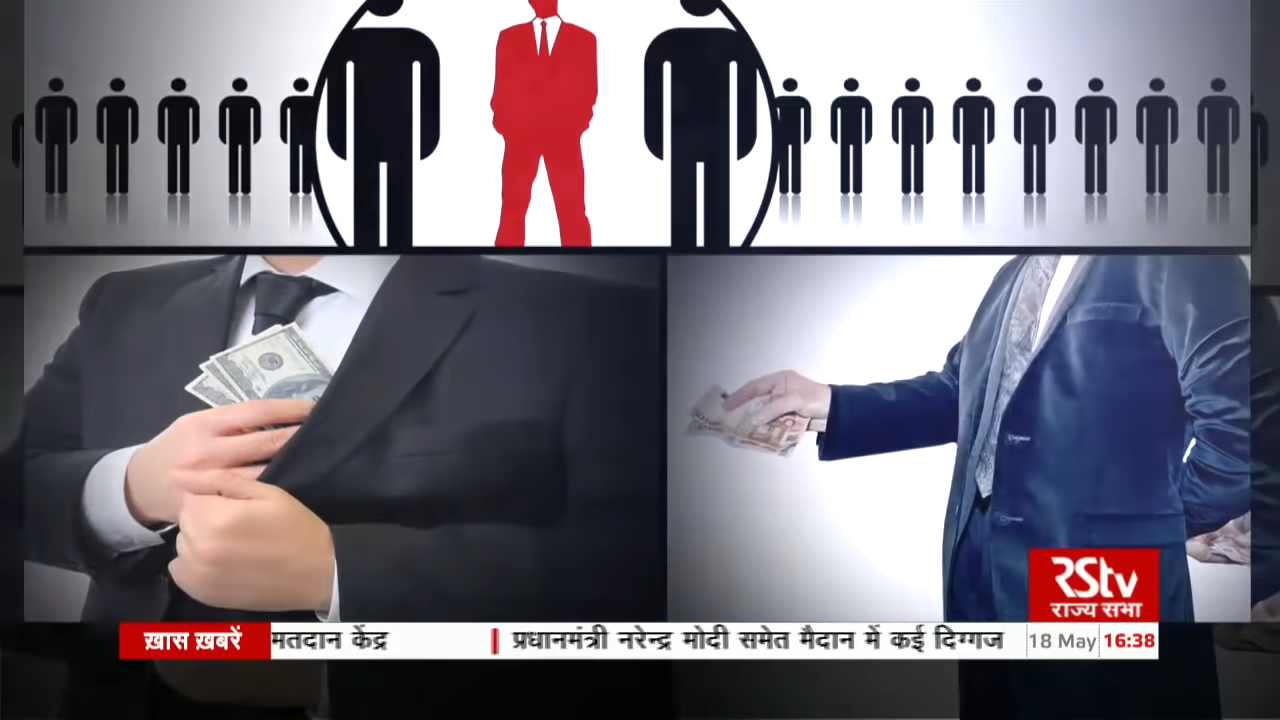 RSTV
राज्य सभा
ख़ास ख़बरें मतदान केंद्र | प्रधानमंत्री नरेन्द्र मोदी समेत मैदान में कई दिग्गज 18 May 16:38